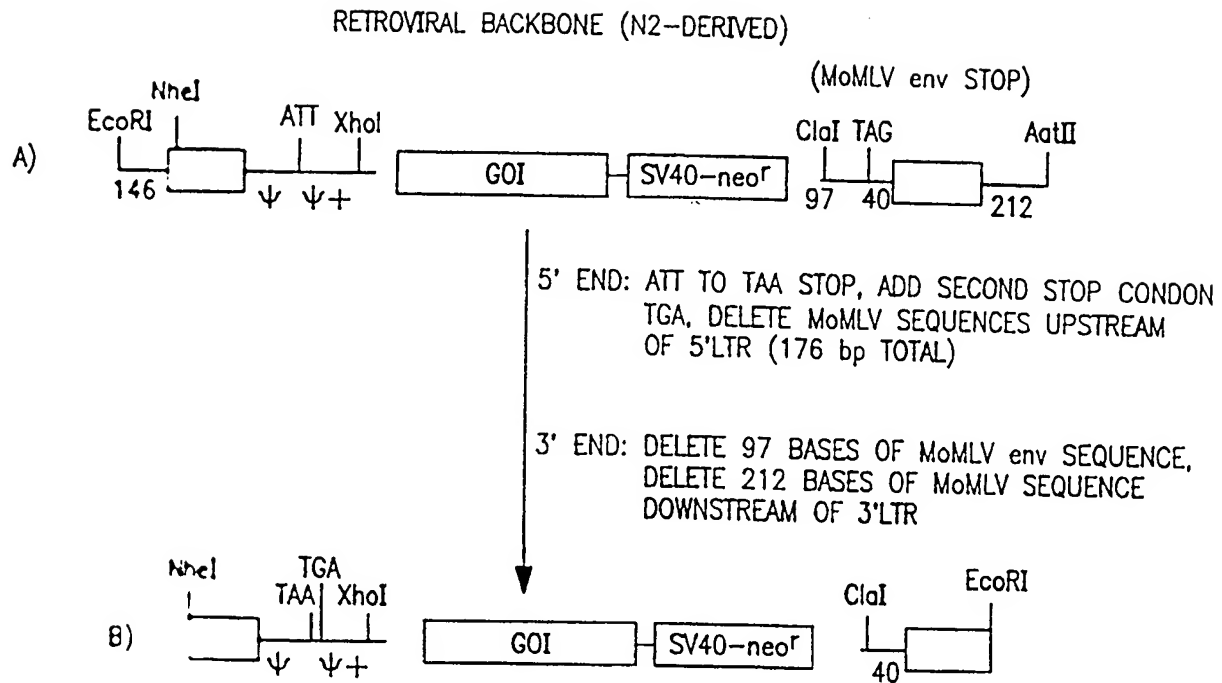 RETROVIRAL BACKBONE (N2-DERIVED)
(MoMLV env STOP)
NheI
EcoRI ATT XhoI ClaI TAG AatII
A) GOI SV40-neoʳ
146 ψ ψ+ 97 40 212
5' END: ATT TO TAA STOP, ADD SECOND STOP CONDON
TGA, DELETE MoMLV SEQUENCES UPSTREAM
OF 5'LTR (176 bp TOTAL)
3' END: DELETE 97 BASES OF MoMLV env SEQUENCE,
DELETE 212 BASES OF MoMLV SEQUENCE
DOWNSTREAM OF 3'LTR
NheI TGA EcoRI
TAA XhoI ClaI
B) GOI SV40-neoʳ
ψ ψ+ 40